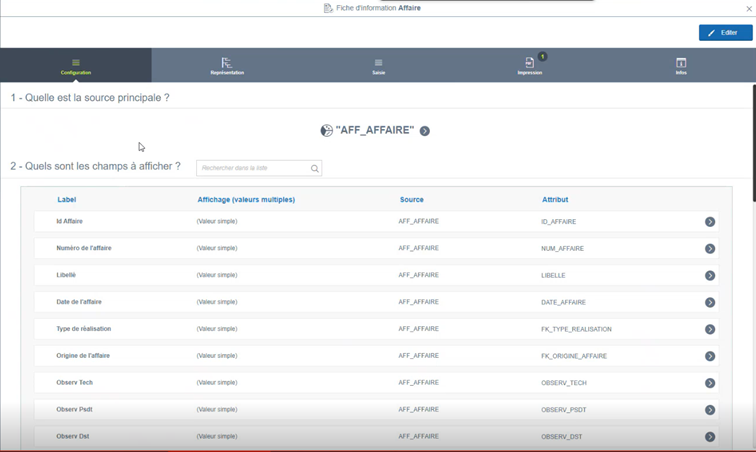 Fiche d'information Affaire
Editer
Configuration Représentation Saisie Impression 1 Infos
1 - Quelle est la source principale ?
"AFF_AFFAIRE"
2 - Quels sont les champs à afficher ? Rechercher dans la liste
Label Affichage (valeurs multiples) Source Attribut
Id Affaire (Valeur simple) AFF_AFFAIRE ID_AFFAIRE
Numéro de l'affaire (Valeur simple) AFF_AFFAIRE NUM_AFFAIRE
Libellé (Valeur simple) AFF_AFFAIRE LIBELLE
Date de l'affaire (Valeur simple) AFF_AFFAIRE DATE_AFFAIRE
Type de réalisation (Valeur simple) AFF_AFFAIRE FK_TYPE_REALISATION
Origine de l'affaire (Valeur simple) AFF_AFFAIRE FK_ORIGINE_AFFAIRE
Observ Tech (Valeur simple) AFF_AFFAIRE OBSERV_TECH
Observ Psdt (Valeur simple) AFF_AFFAIRE OBSERV_PSDT
Observ Dst (Valeur simple) AFF_AFFAIRE OBSERV_DST